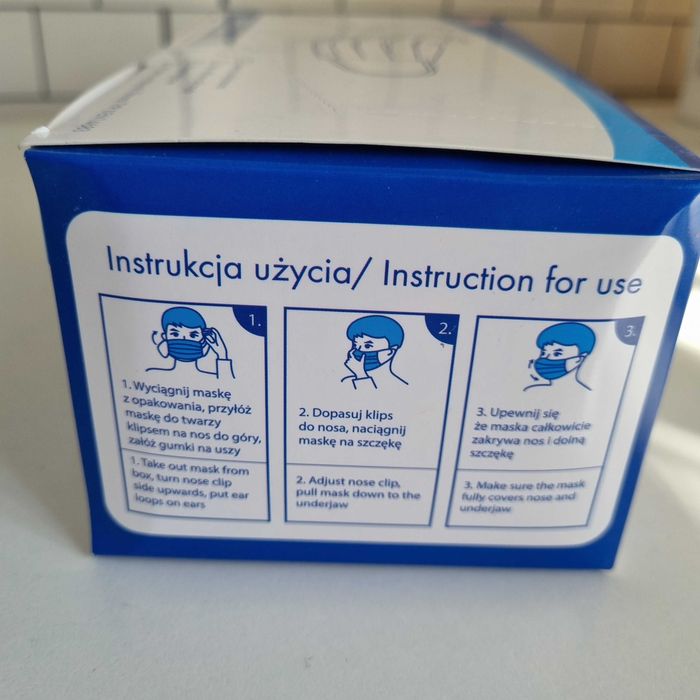 Instrukcja użycia/ Instruction for use
1.
1. Wyciągnij maskę
z opakowania, przyłóż
maskę do twarzy
klipsem na nos do góry,
załóż gumki na uszy
1. Take out mask from
box, turn nose clip
side upwards, put ear
loops on ears
2.
2. Dopasuj klips
do nosa, naciągnij
maskę na szczękę
2. Adjust nose clip,
pull mask down to the
underjaw
3.
3. Upewnij się
że maska całkowicie
zakrywa nos i dolną
szczękę
3. Make sure the mask
fully covers nose and
underjaw